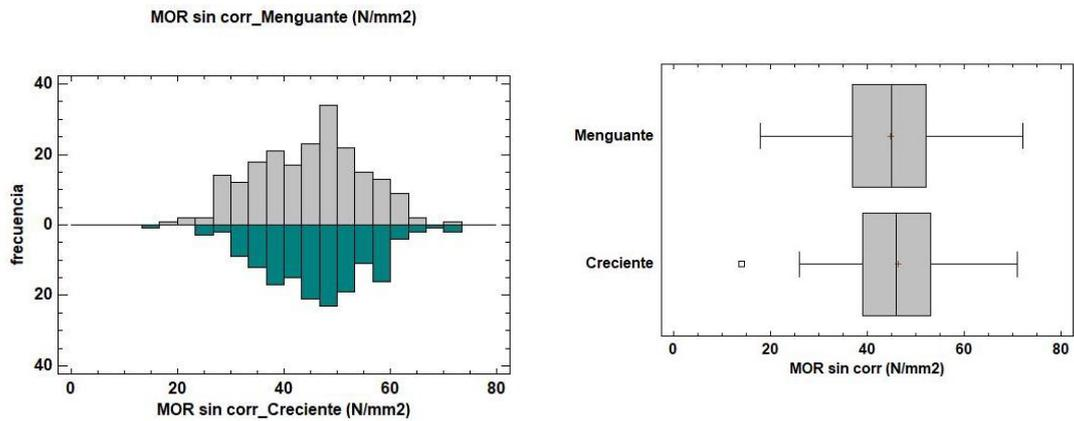 MOR sin corr_Menguante (N/mm2)
40
20
0
20
40
frecuencia
0 20 40 60 80
MOR sin corr_Creciente (N/mm2)
Menguante
Creciente
0 20 40 60 80
MOR sin corr (N/mm2)